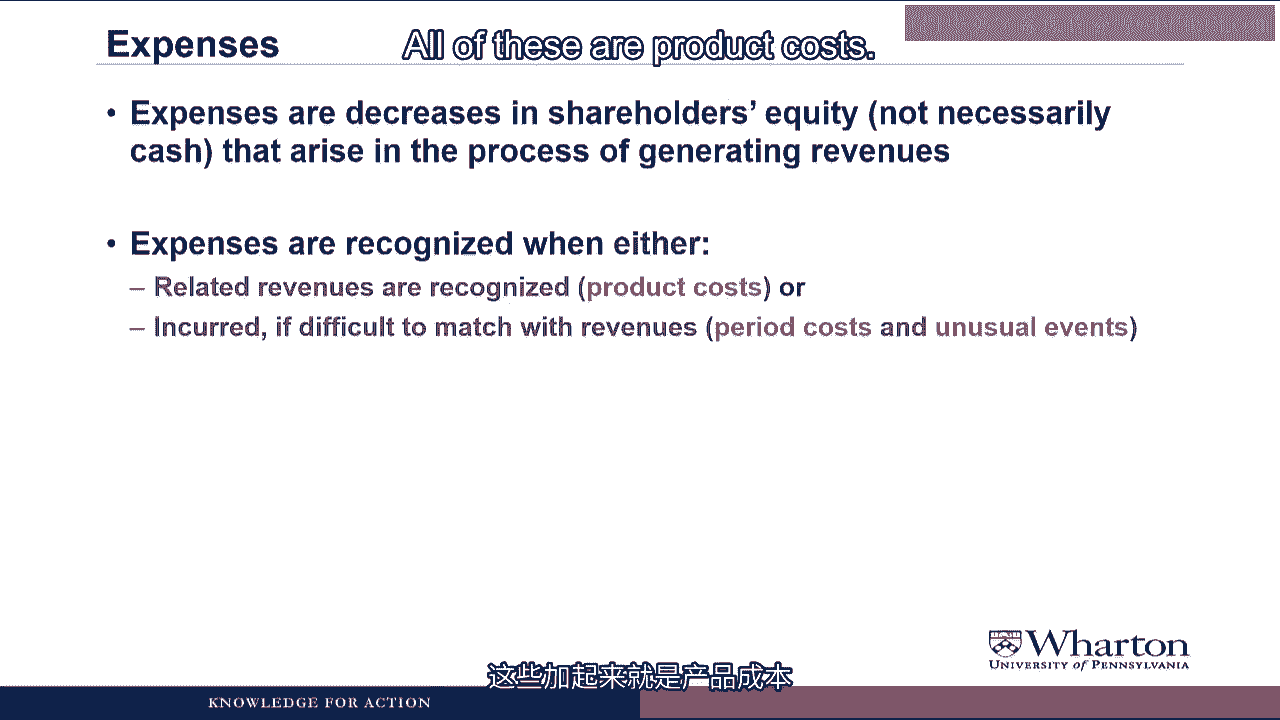 Expenses
All of these are product costs.
• Expenses are decreases in shareholders’ equity (not necessarily
cash) that arise in the process of generating revenues
• Expenses are recognized when either:
– Related revenues are recognized (product costs) or
– Incurred, if difficult to match with revenues (period costs and unusual events)
Wharton
UNIVERSITY of PENNSYLVANIA
这些加起来就是产品成本
KNOWLEDGE FOR ACTION